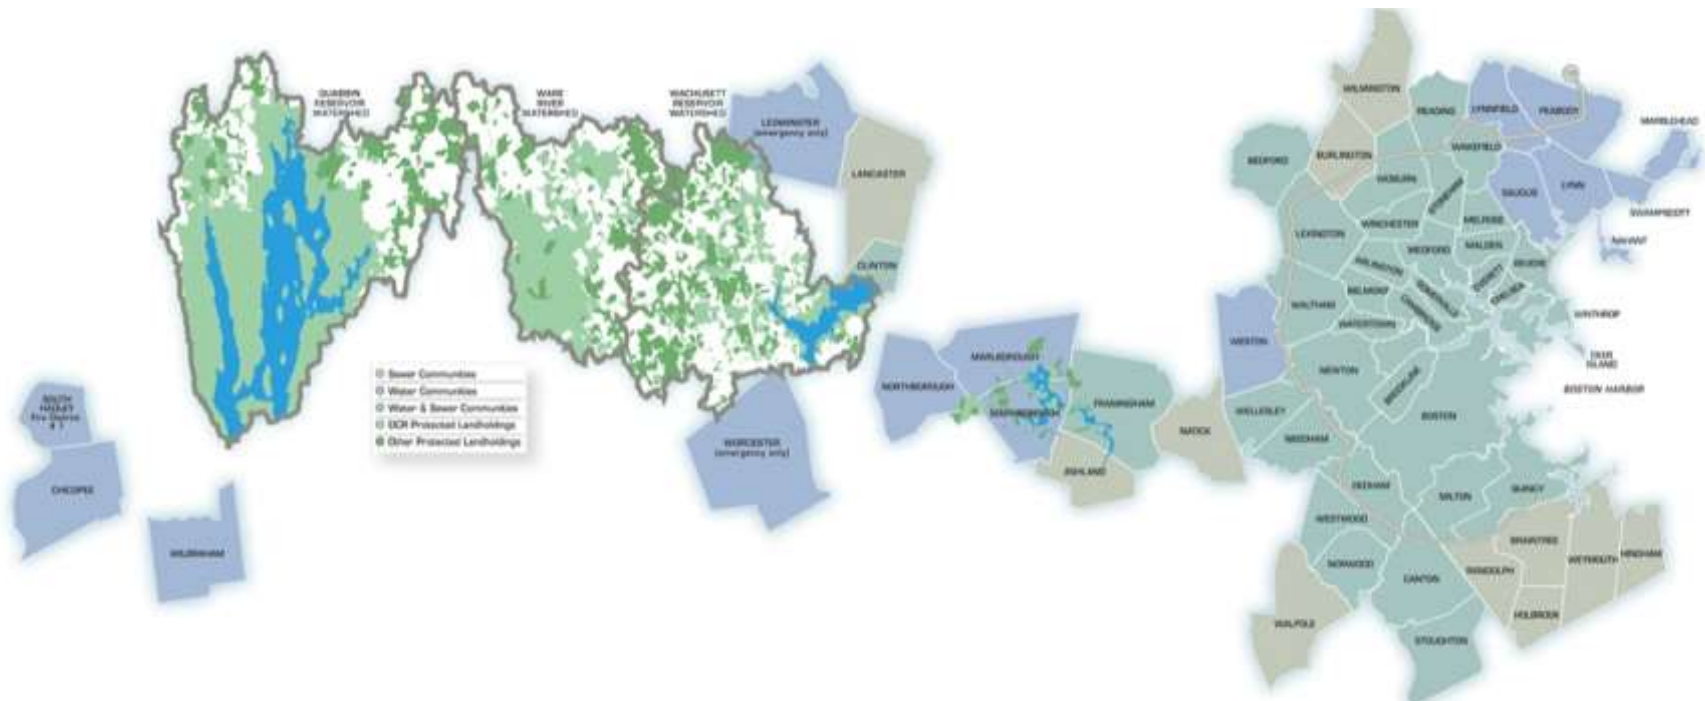 QUABBIN
RESERVOIR
WATERSHED
WARE
RIVER
WATERSHED
WACHUSETT
RESERVOIR
WATERSHED
LEOMINSTER
(emergency only)
LANCASTER
CLINTON
SOUTH
HADLEY
Fire District
# 1
CHICOPEE
WILBRAHAM
Sewer Communities
Water Communities
Water & Sewer Communities
DCR Protected Landholdings
Other Protected Landholdings
WORCESTER
(emergency only)
NORTHBOROUGH
MARLBOROUGH
SOUTHBOROUGH
FRAMINGHAM
ASHLAND
NATICK
WESTON
WILMINGTON
BURLINGTON
BEDFORD
READING
LYNNFIELD
PEABODY
MARBLEHEAD
WAKEFIELD
WOBURN
STONEHAM
SAUGUS
LYNN
SWAMPSCOTT
NAHANT
LEXINGTON
WINCHESTER
MELROSE
MEDFORD
MALDEN
REVERE
ARLINGTON
EVERETT
CHELSEA
BELMONT
SOMERVILLE
CAMBRIDGE
WALTHAM
WATERTOWN
WINTHROP
DEER
ISLAND
BOSTON HARBOR
NEWTON
BROOKLINE
BOSTON
WELLESLEY
NEEDHAM
DEDHAM
MILTON
QUINCY
WESTWOOD
NORWOOD
CANTON
RANDOLPH
BRAINTREE
WEYMOUTH
HINGHAM
HOLBROOK
WALPOLE
STOUGHTON